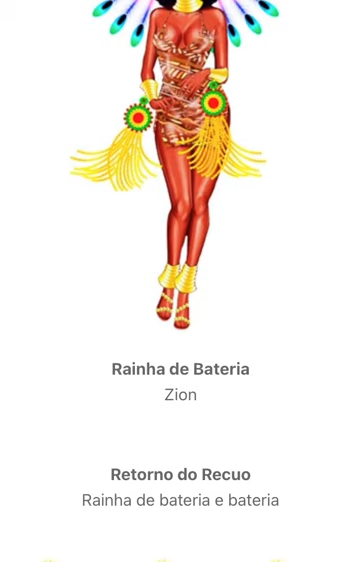 Rainha de Bateria
Zion
Retorno do Recuo
Rainha de bateria e bateria